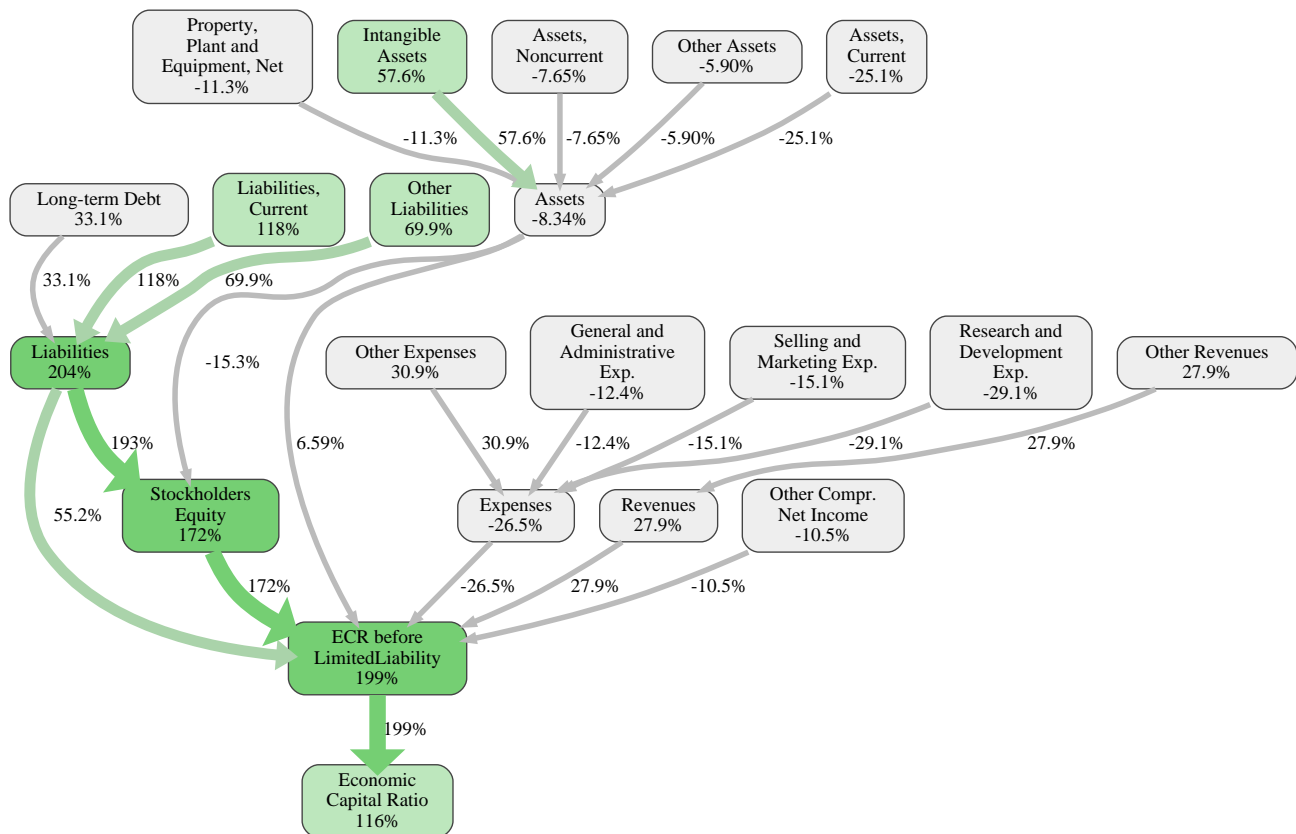 Property,
Plant and
Equipment, Net
-11.3%
Intangible
Assets
57.6%
Assets,
Noncurrent
-7.65%
Other Assets
-5.90%
Assets,
Current
-25.1%
-11.3%
57.6%
-7.65%
-5.90%
-25.1%
Long-term Debt
33.1%
Liabilities,
Current
118%
Other
Liabilities
69.9%
Assets
-8.34%
33.1%
118%
69.9%
Liabilities
204%
-15.3%
Other Expenses
30.9%
General and
Administrative
Exp.
-12.4%
Selling and
Marketing Exp.
-15.1%
Research and
Development
Exp.
-29.1%
Other Revenues
27.9%
193%
6.59%
30.9%
-12.4%
-15.1%
-29.1%
27.9%
55.2%
Stockholders
Equity
172%
Expenses
-26.5%
Revenues
27.9%
Other Compr.
Net Income
-10.5%
172%
-26.5%
27.9%
-10.5%
ECR before
LimitedLiability
199%
199%
Economic
Capital Ratio
116%